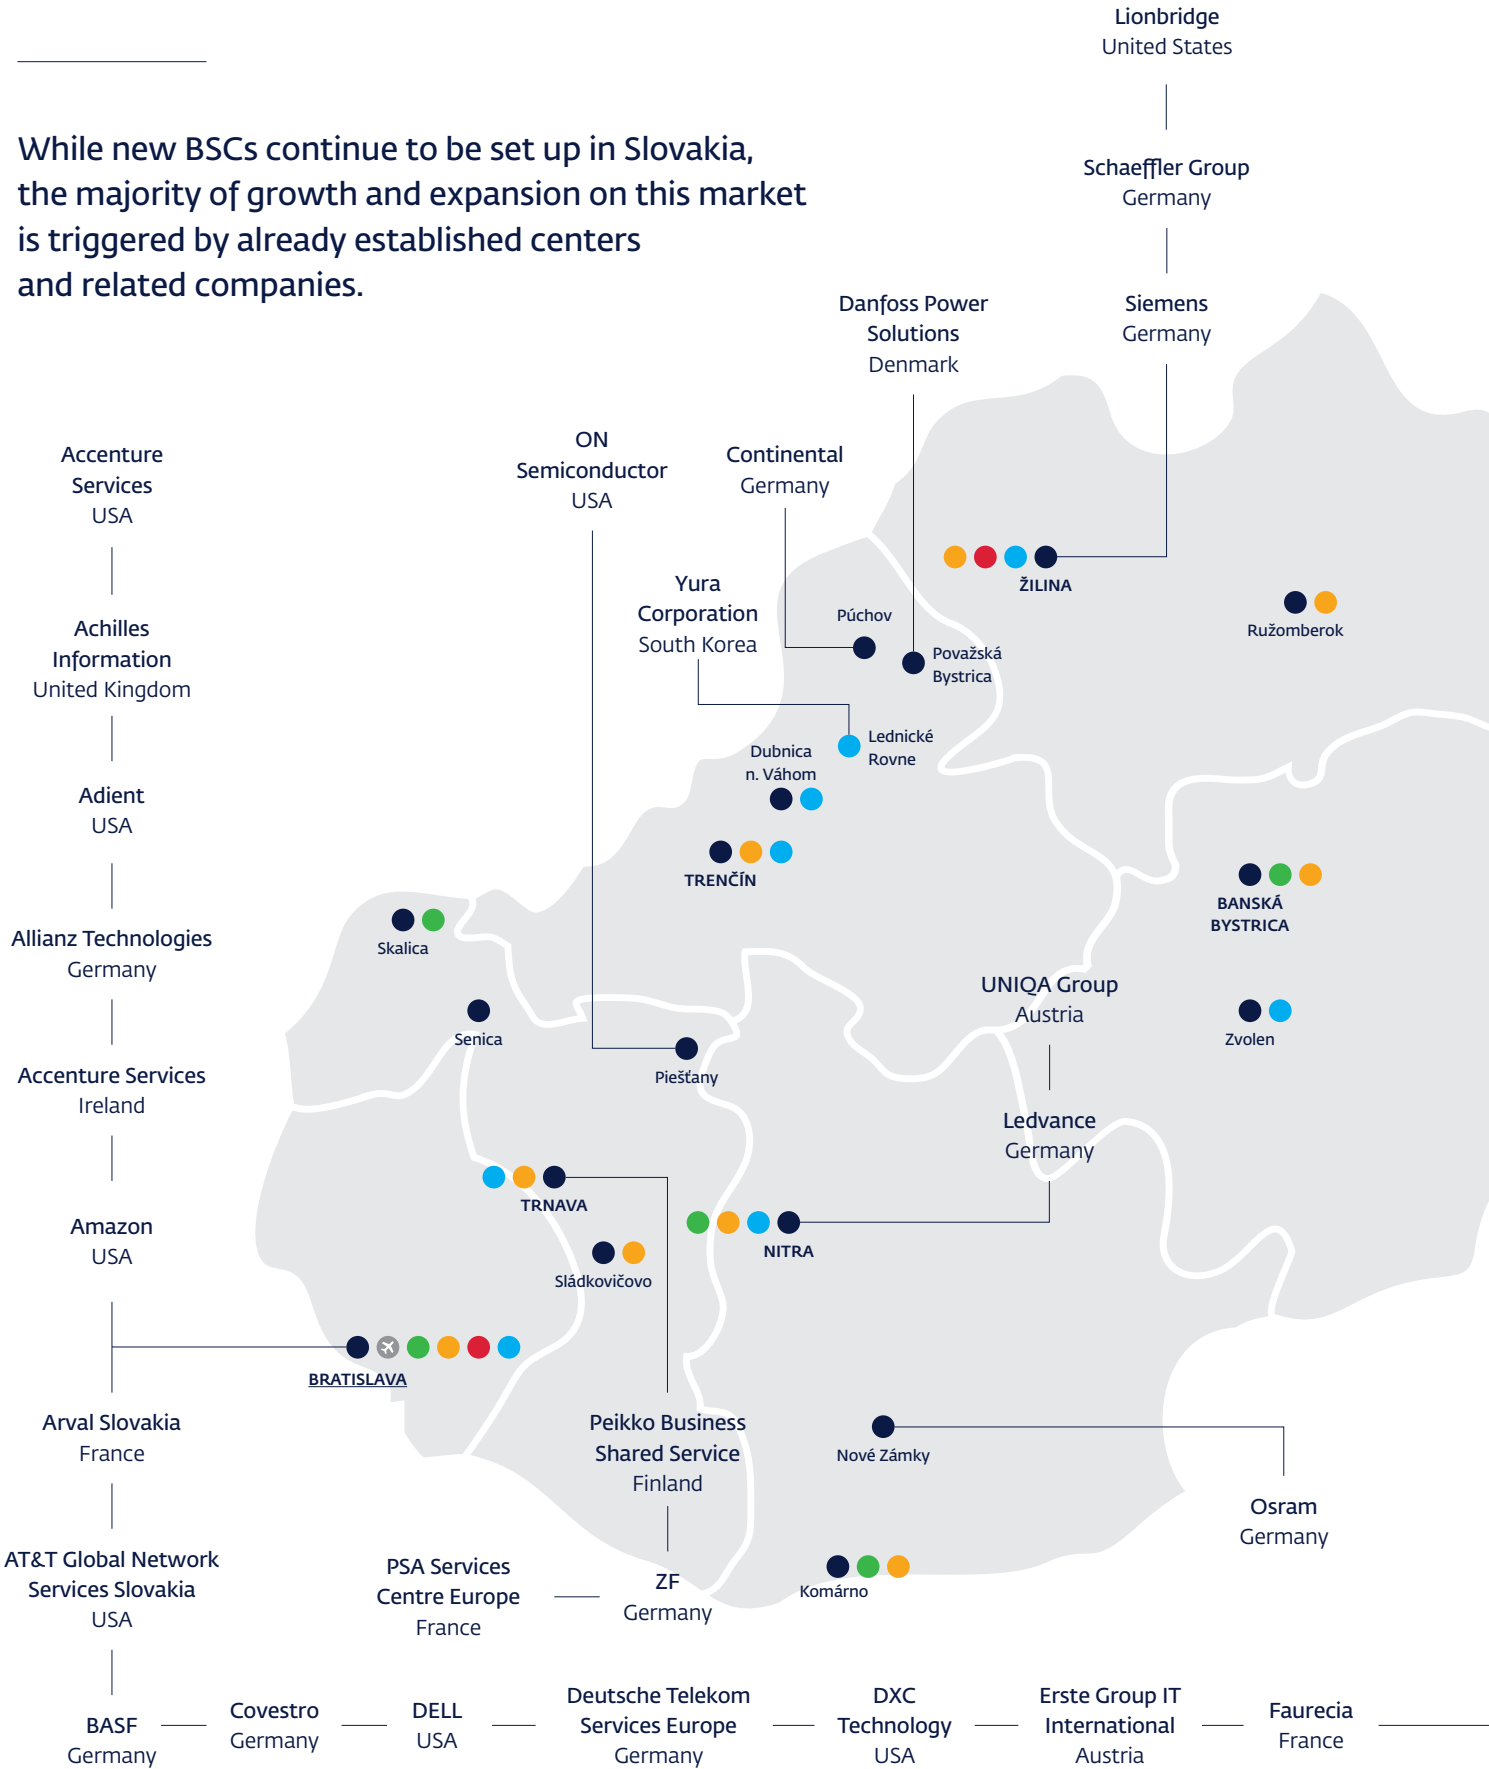 While new BSCs continue to be set up in Slovakia,
the majority of growth and expansion on this market
is triggered by already established centers
and related companies.
Lionbridge
United States
Schaeffler Group
Germany
Siemens
Germany
Danfoss Power
Solutions
Denmark
Continental
Germany
ON
Semiconductor
USA
Yura
Corporation
South Korea
Accenture
Services
USA
Achilles
Information
United Kingdom
Adient
USA
Allianz Technologies
Germany
Accenture Services
Ireland
Amazon
USA
Arval Slovakia
France
AT&T Global Network
Services Slovakia
USA
BASF
Germany
Covestro
Germany
DELL
USA
Deutsche Telekom
Services Europe
Germany
DXC
Technology
USA
Erste Group IT
International
Austria
Faurecia
France
ŽILINA
Ružomberok
Púchov
Považská
Bystrica
Lednické
Rovne
Dubnica
n. Váhom
TRENČÍN
BANSKÁ
BYSTRICA
Skalica
Senica
Piešťany
UNIQA Group
Austria
Zvolen
Ledvance
Germany
TRNAVA
NITRA
Sládkovičovo
BRATISLAVA
Peikko Business
Shared Service
Finland
Nové Zámky
Osram
Germany
PSA Services
Centre Europe
France
ZF
Germany
Komárno